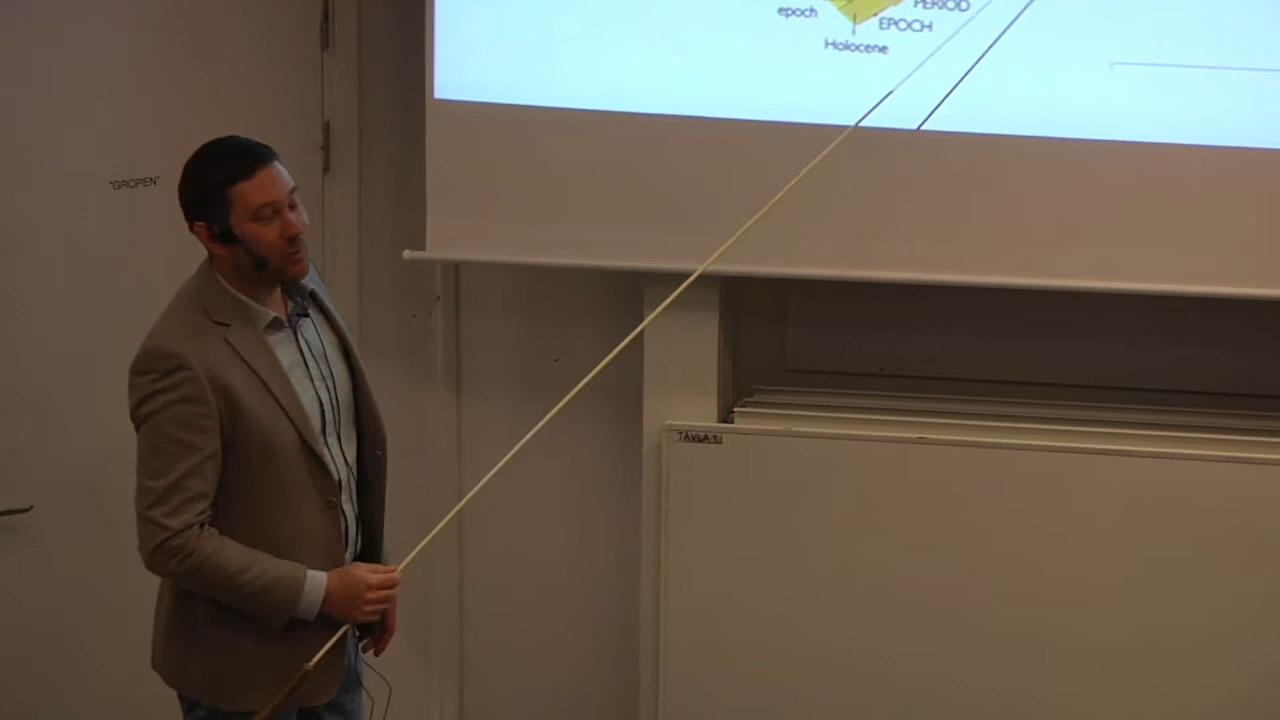 PERIOD
epoch
EPOCH
Holocene
"GROPEN"
TAVLA 1